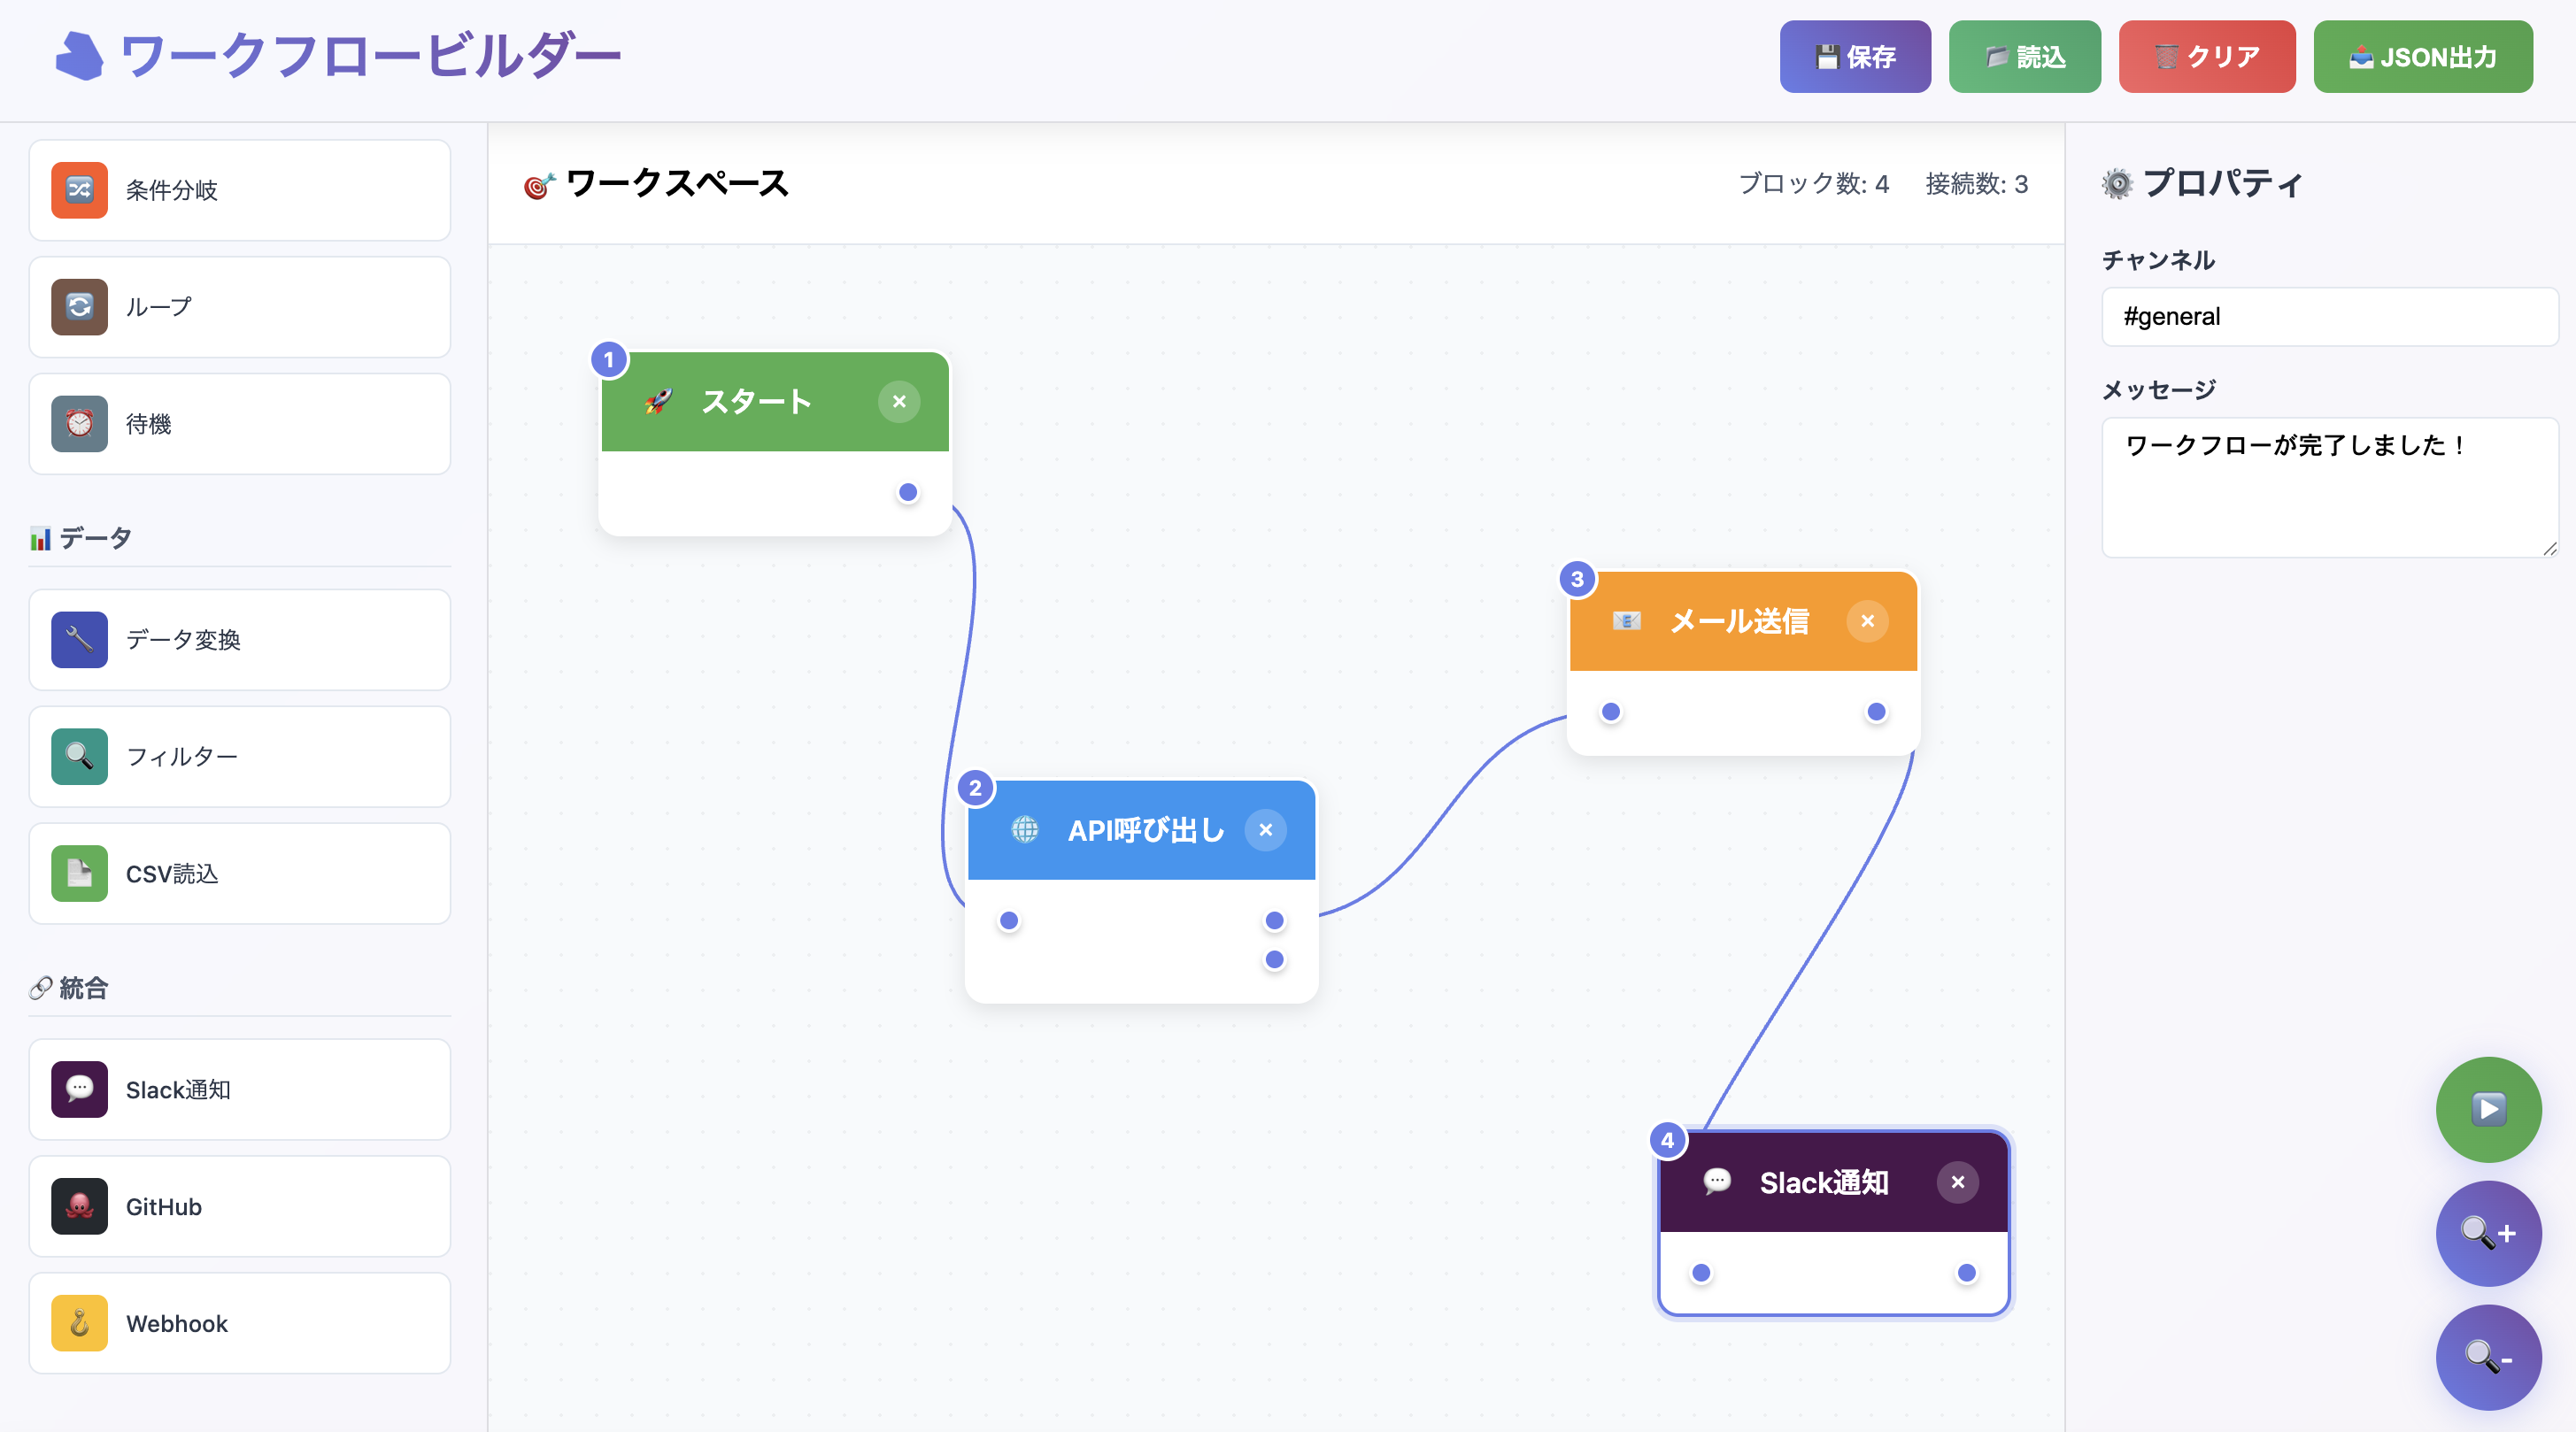 ワークフロービルダー
保存
読込
クリア
JSON出力
条件分岐
ループ
待機
データ
データ変換
フィルター
CSV読込
統合
Slack通知
GitHub
Webhook
ワークスペース
ブロック数: 4
接続数: 3
1
スタート
×
2
API呼び出し
×
3
メール送信
×
4
Slack通知
×
プロパティ
チャンネル
#general
メッセージ
ワークフローが完了しました！
+
-